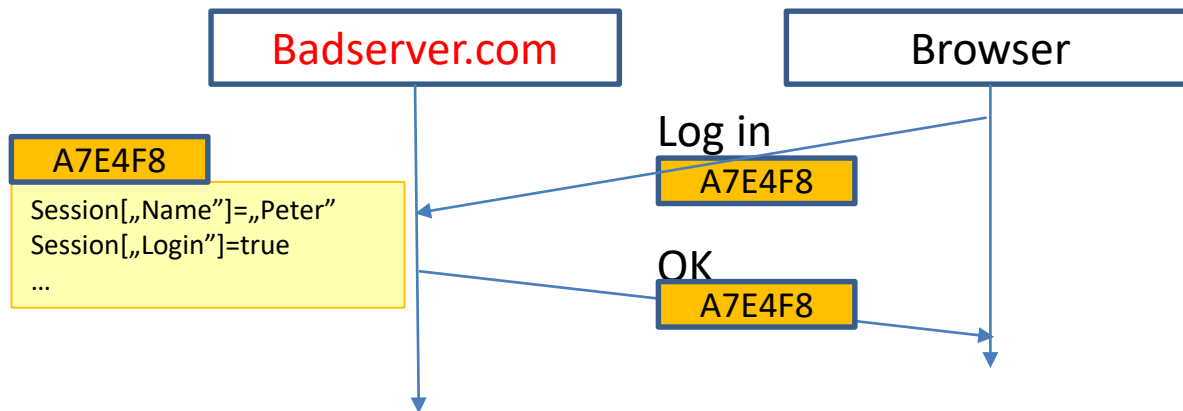 Badserver.com
Browser
Log in
A7E4F8
A7E4F8
Session[„Name”]=„Peter”
Session[„Login”]=true
…
OK
A7E4F8